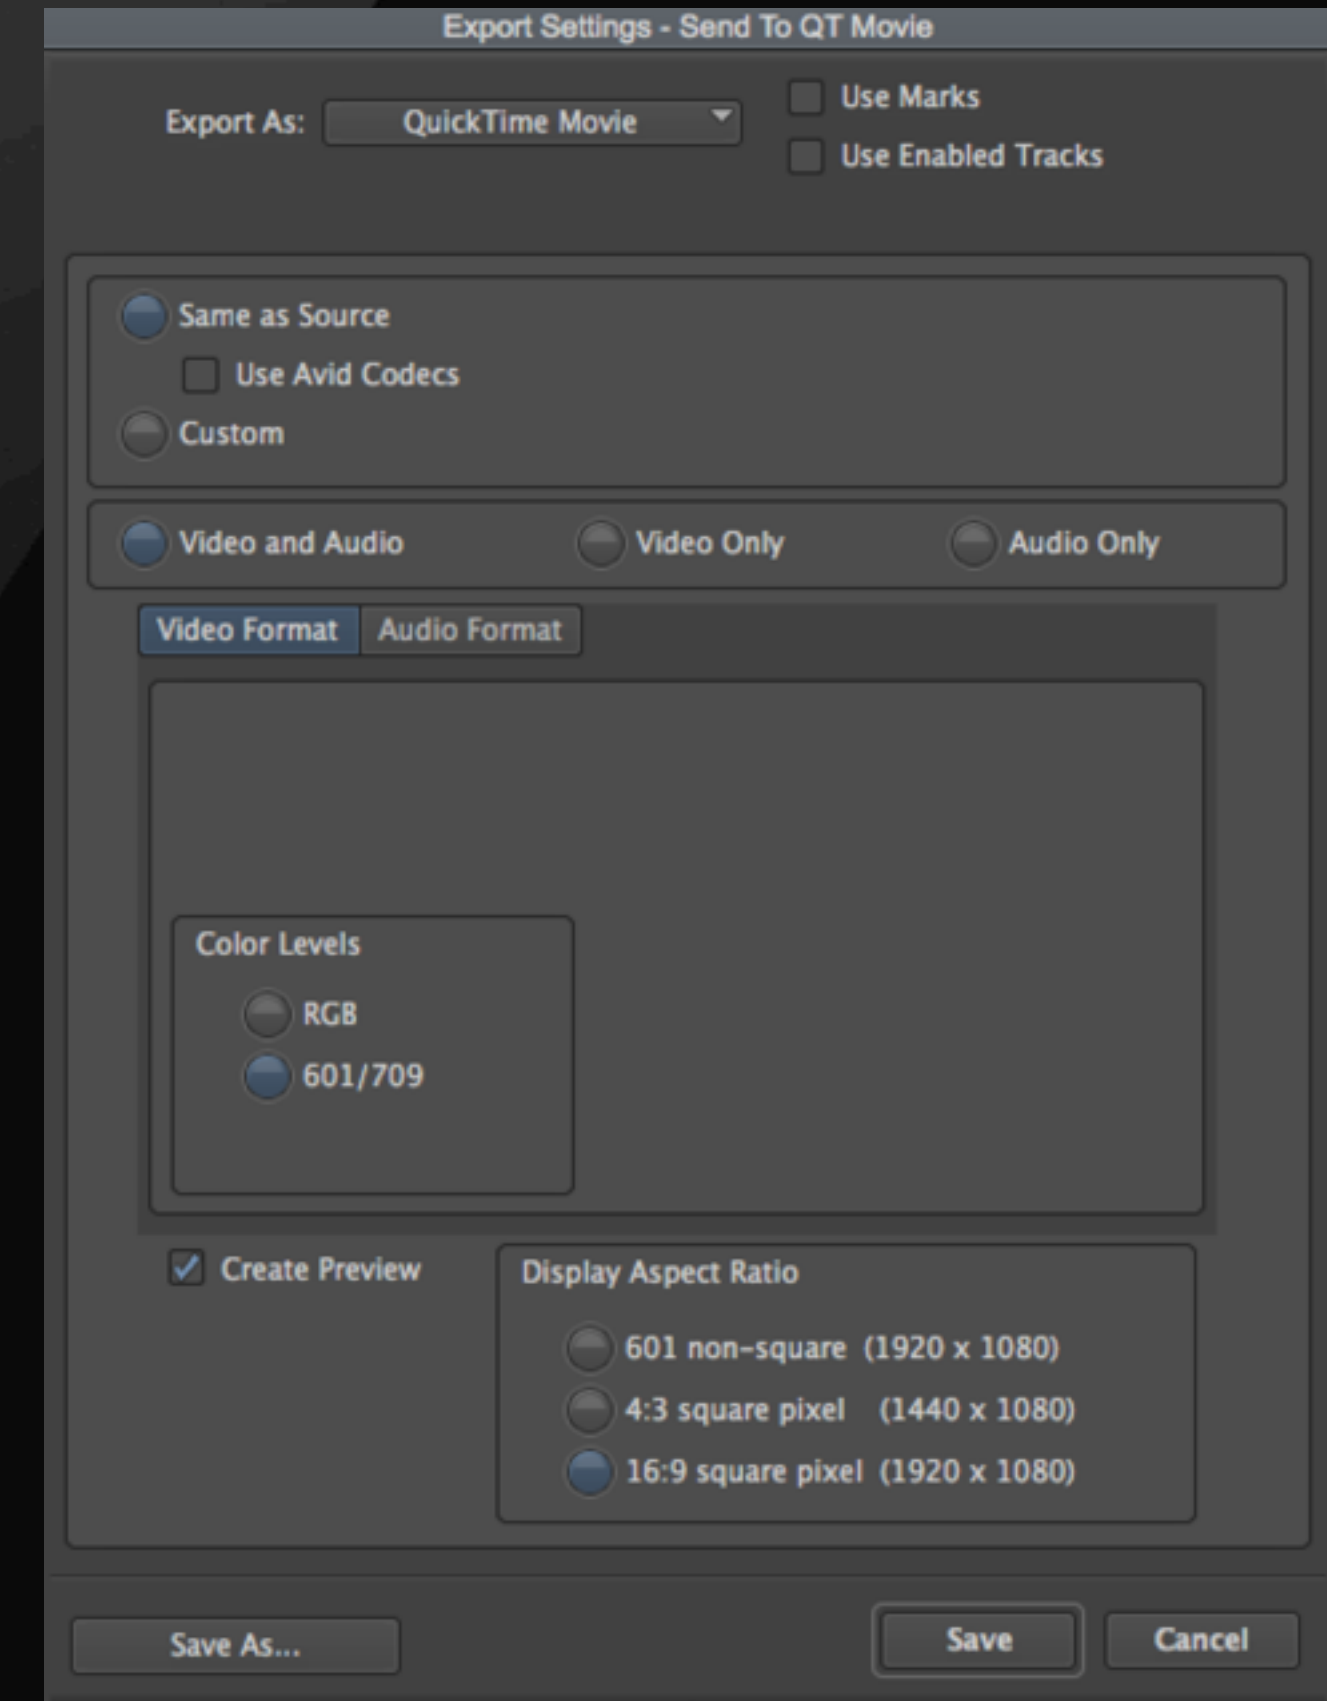 Export Settings - Send To QT Movie
Export As: QuickTime Movie
Use Marks
Use Enabled Tracks
Same as Source
Use Avid Codecs
Custom
Video and Audio Video Only Audio Only
Video Format Audio Format
Color Levels
RGB
601/709
Create Preview
Display Aspect Ratio
601 non-square (1920 x 1080)
4:3 square pixel (1440 x 1080)
16:9 square pixel (1920 x 1080)
Save As... Save Cancel